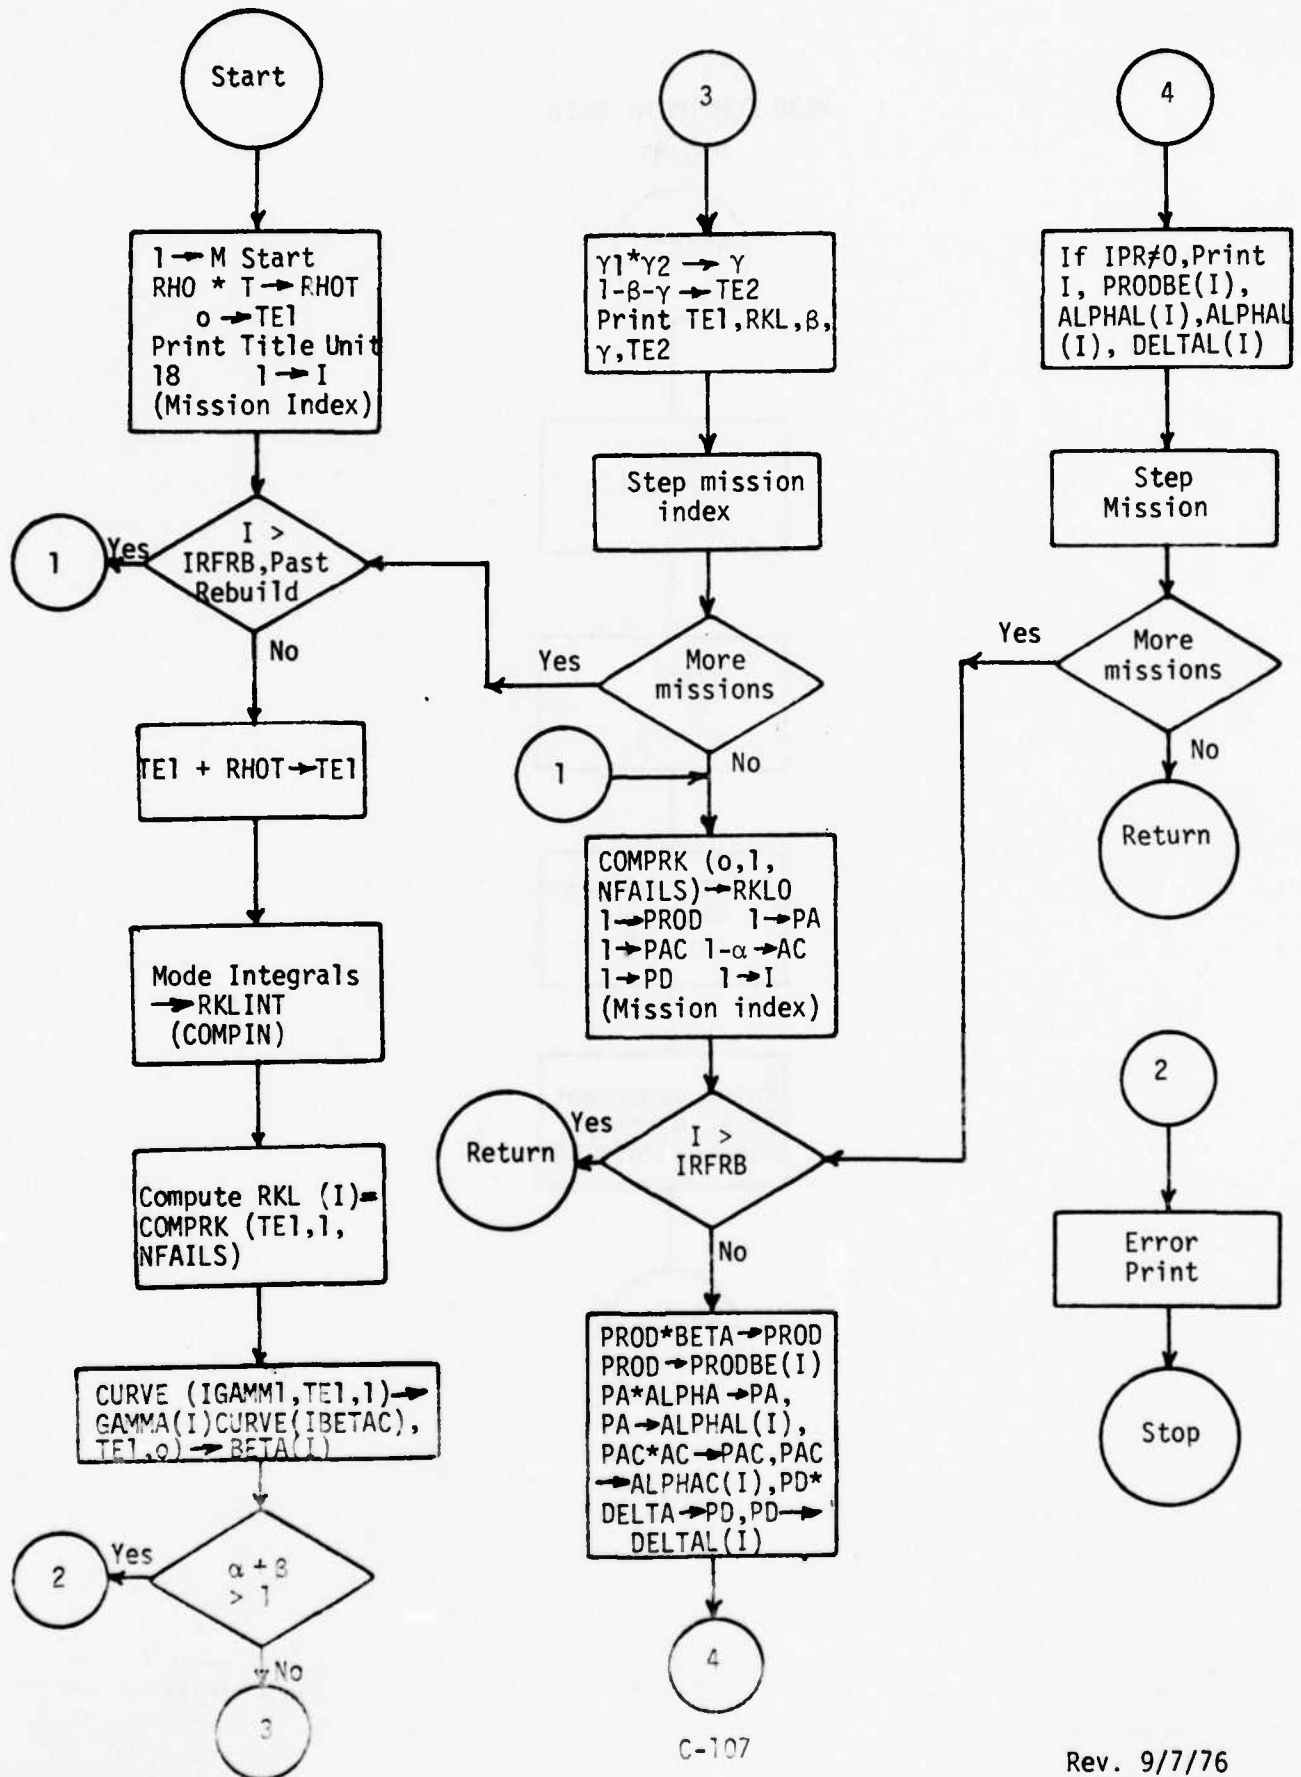 Start
1→M Start
RHO * T→RHOT
o→TE1
Print Title Unit
18 1→I
(Mission Index)
I >
IRFRB,Past
Rebuild
Yes
1
No
TE1 + RHOT→TE1
Mode Integrals
→RKLINT
(COMPIN)
Compute RKL (I)=
COMPRK (TE1,1,
NFAILS)
CURVE (IGAMM1,TE1,1)→
GAMMA(I)CURVE(IBETAC),
TE1,o)→BETA(I)
α + β
> 1
Yes
2
No
3
3
γ1*γ2 → γ
1-β-γ→TE2
Print TE1,RKL,β,
γ,TE2
Step mission
index
More
missions
Yes
No
1
COMPRK (o,1,
NFAILS)→RKLO
1→PROD 1→PA
1→PAC 1-α→AC
1→PD 1→I
(Mission index)
I >
IRFRB
Yes
Return
No
PROD*BETA→PROD
PROD→PRODBE(I)
PA*ALPHA→PA,
PA→ALPHAL(I),
PAC*AC→PAC,PAC
→ALPHAC(I),PD*
DELTA→PD,PD→
DELTAL(I)
4
4
If IPR≠0,Print
I, PRODBE(I),
ALPHAL(I),ALPHAL
(I), DELTAL(I)
Step
Mission
More
missions
Yes
No
Return
2
Error
Print
Stop
C-107
Rev. 9/7/76